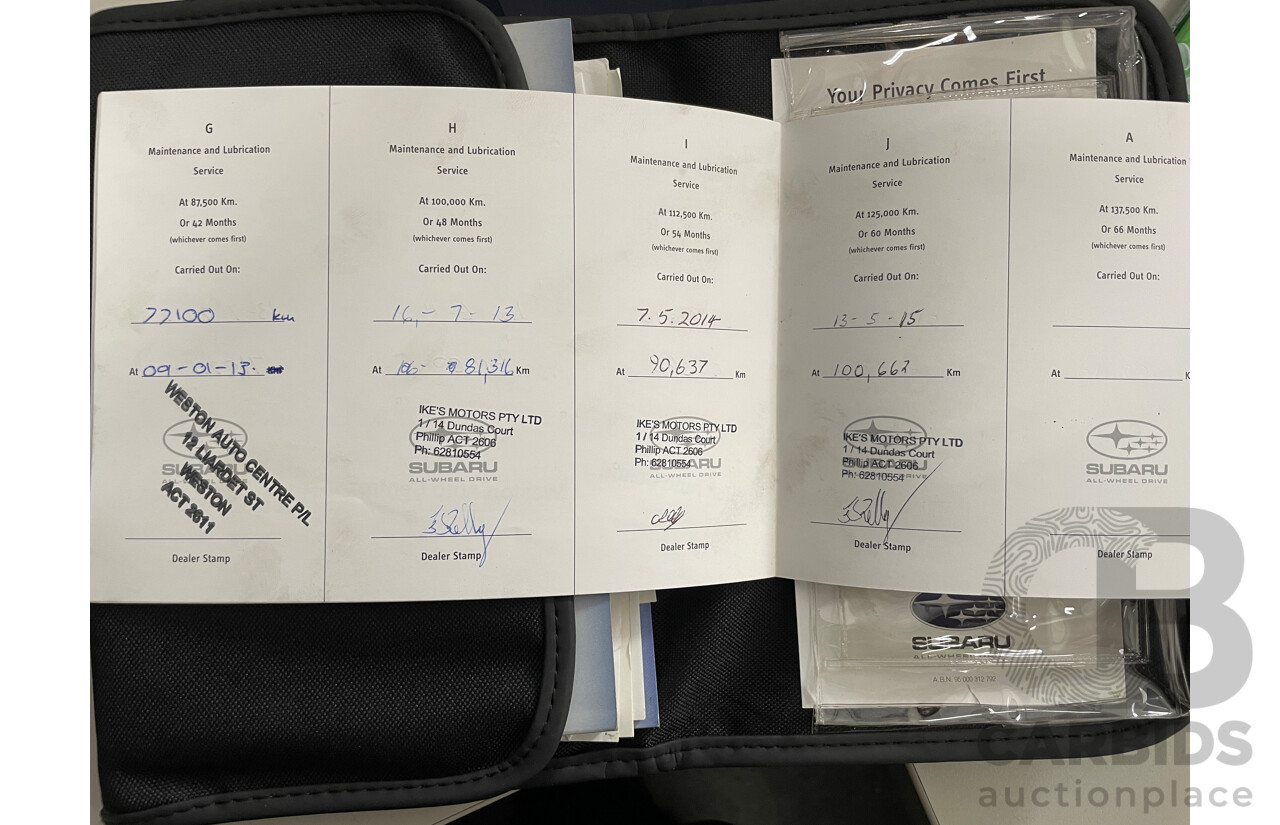 Your Privacy Comes First
G
Maintenance and Lubrication
Service
At 87,500 Km.
Or 42 Months
(whichever comes first)
Carried Out On:
77100 km
At 09-01-13.
WESTON AUTO CENTRE P/L
12 LIARDET ST
WESTON
ACT 2611
Dealer Stamp
H
Maintenance and Lubrication
Service
At 100,000 Km.
Or 48 Months
(whichever comes first)
Carried Out On:
16-7-13
At 81,316 Km
IKE'S MOTORS PTY LTD
1 / 14 Dundas Court
Phillip ACT 2606
Ph: 62810554
SUBARU
ALL-WHEEL DRIVE
Dealer Stamp
I
Maintenance and Lubrication
Service
At 112,500 Km.
Or 54 Months
(whichever comes first)
Carried Out On:
7.5.2014
At 90,637 Km
IKE'S MOTORS PTY LTD
1 / 14 Dundas Court
Phillip ACT 2606
Ph: 62810554
SUBARU
ALL-WHEEL DRIVE
Dealer Stamp
J
Maintenance and Lubrication
Service
At 125,000 Km.
Or 60 Months
(whichever comes first)
Carried Out On:
13-5-15
At 100,662 Km
IKE'S MOTORS PTY LTD
1 / 14 Dundas Court
Phillip ACT 2606
Ph: 62810554
Dealer Stamp
A
Maintenance and Lubrication
Service
At 137,500 Km.
Or 66 Months
(whichever comes first)
Carried Out On:
At K
SUBARU
ALL-WHEEL DRIVE
Dealer Stamp
SUBARU
ALL-WHEEL DRIVE
CB
CARBIDS
auctionplace